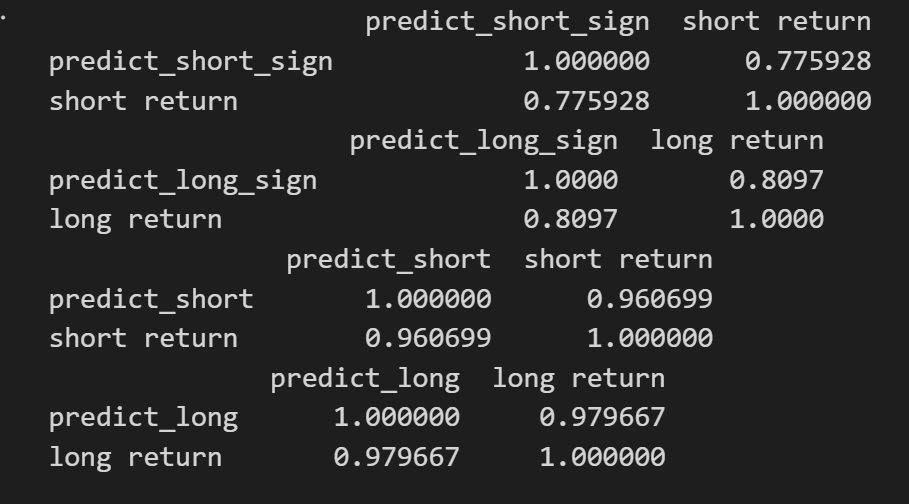 predict_short_sign short return
predict_short_sign 1.000000 0.775928
short return 0.775928 1.000000
predict_long_sign long return
predict_long_sign 1.0000 0.8097
long return 0.8097 1.0000
predict_short short return
predict_short 1.000000 0.960699
short return 0.960699 1.000000
predict_long long return
predict_long 1.000000 0.979667
long return 0.979667 1.000000